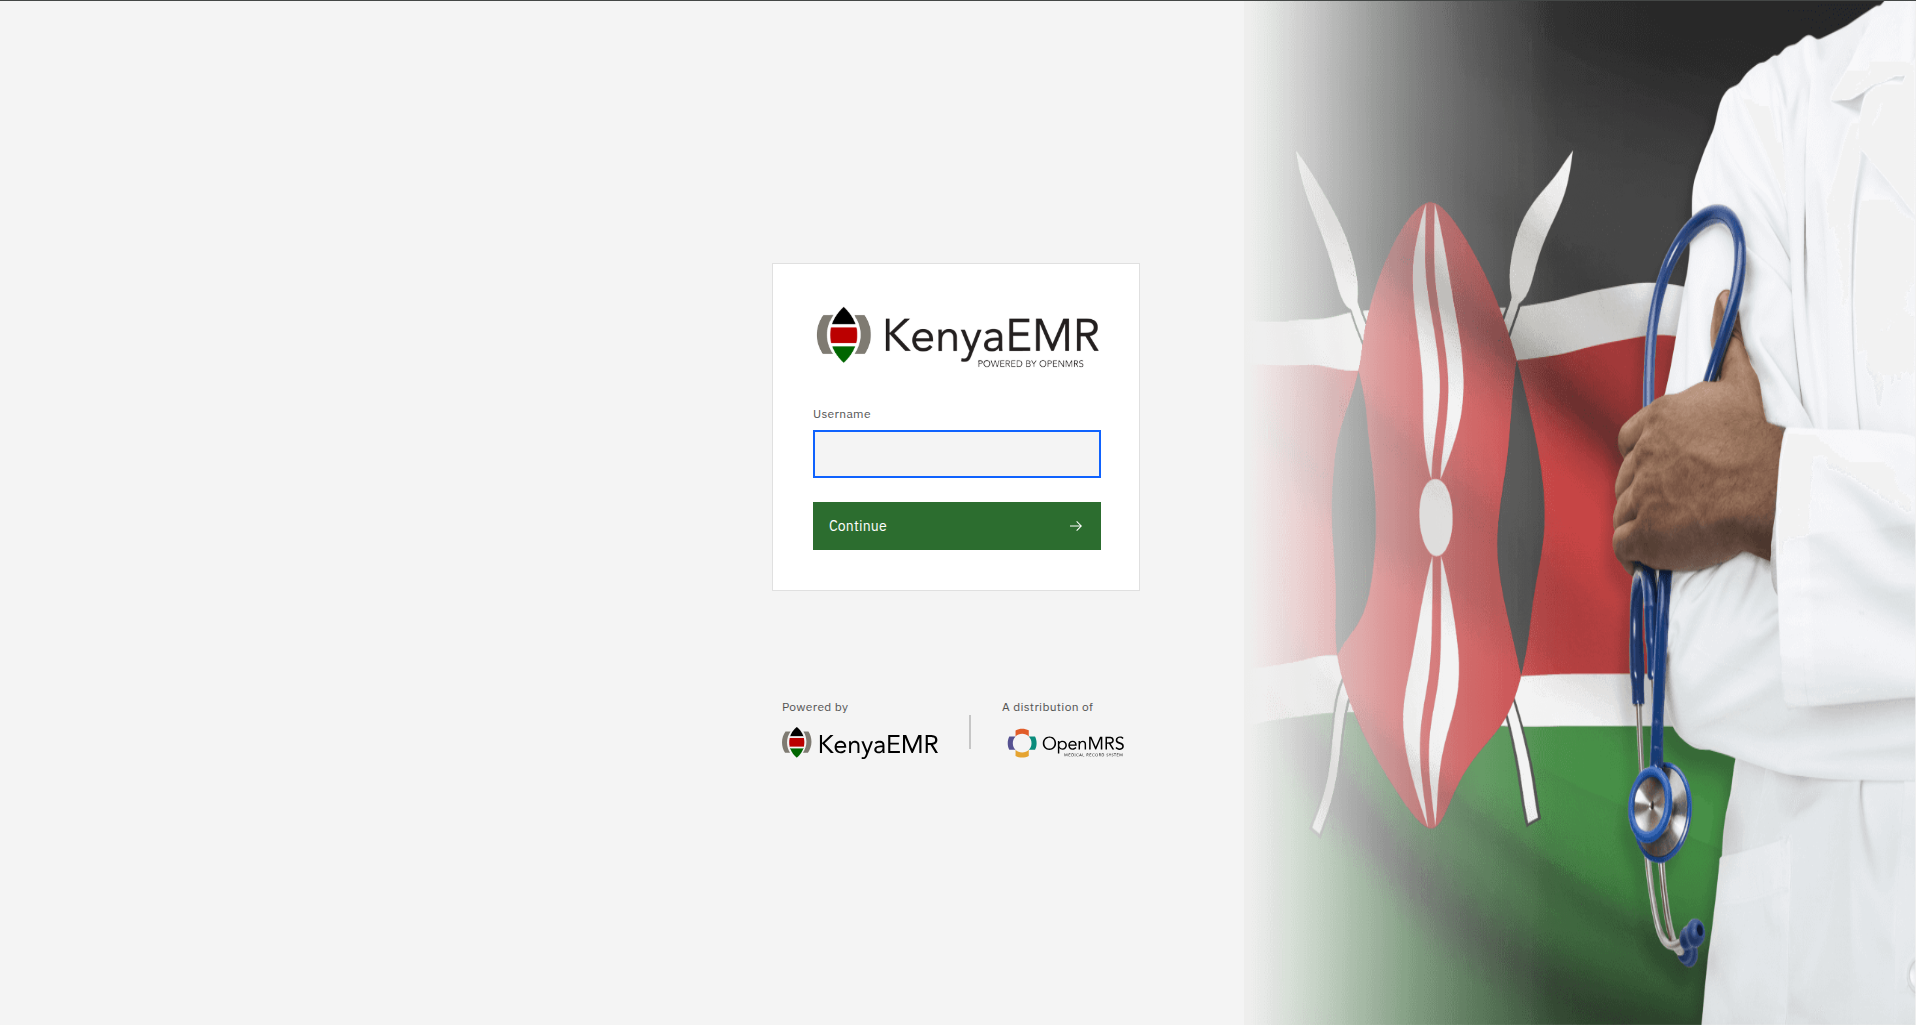 KenyaEMR
POWERED BY OPENMRS
Username
Continue
Powered by
KenyaEMR
A distribution of
OpenMRS
MEDICAL RECORD SYSTEM